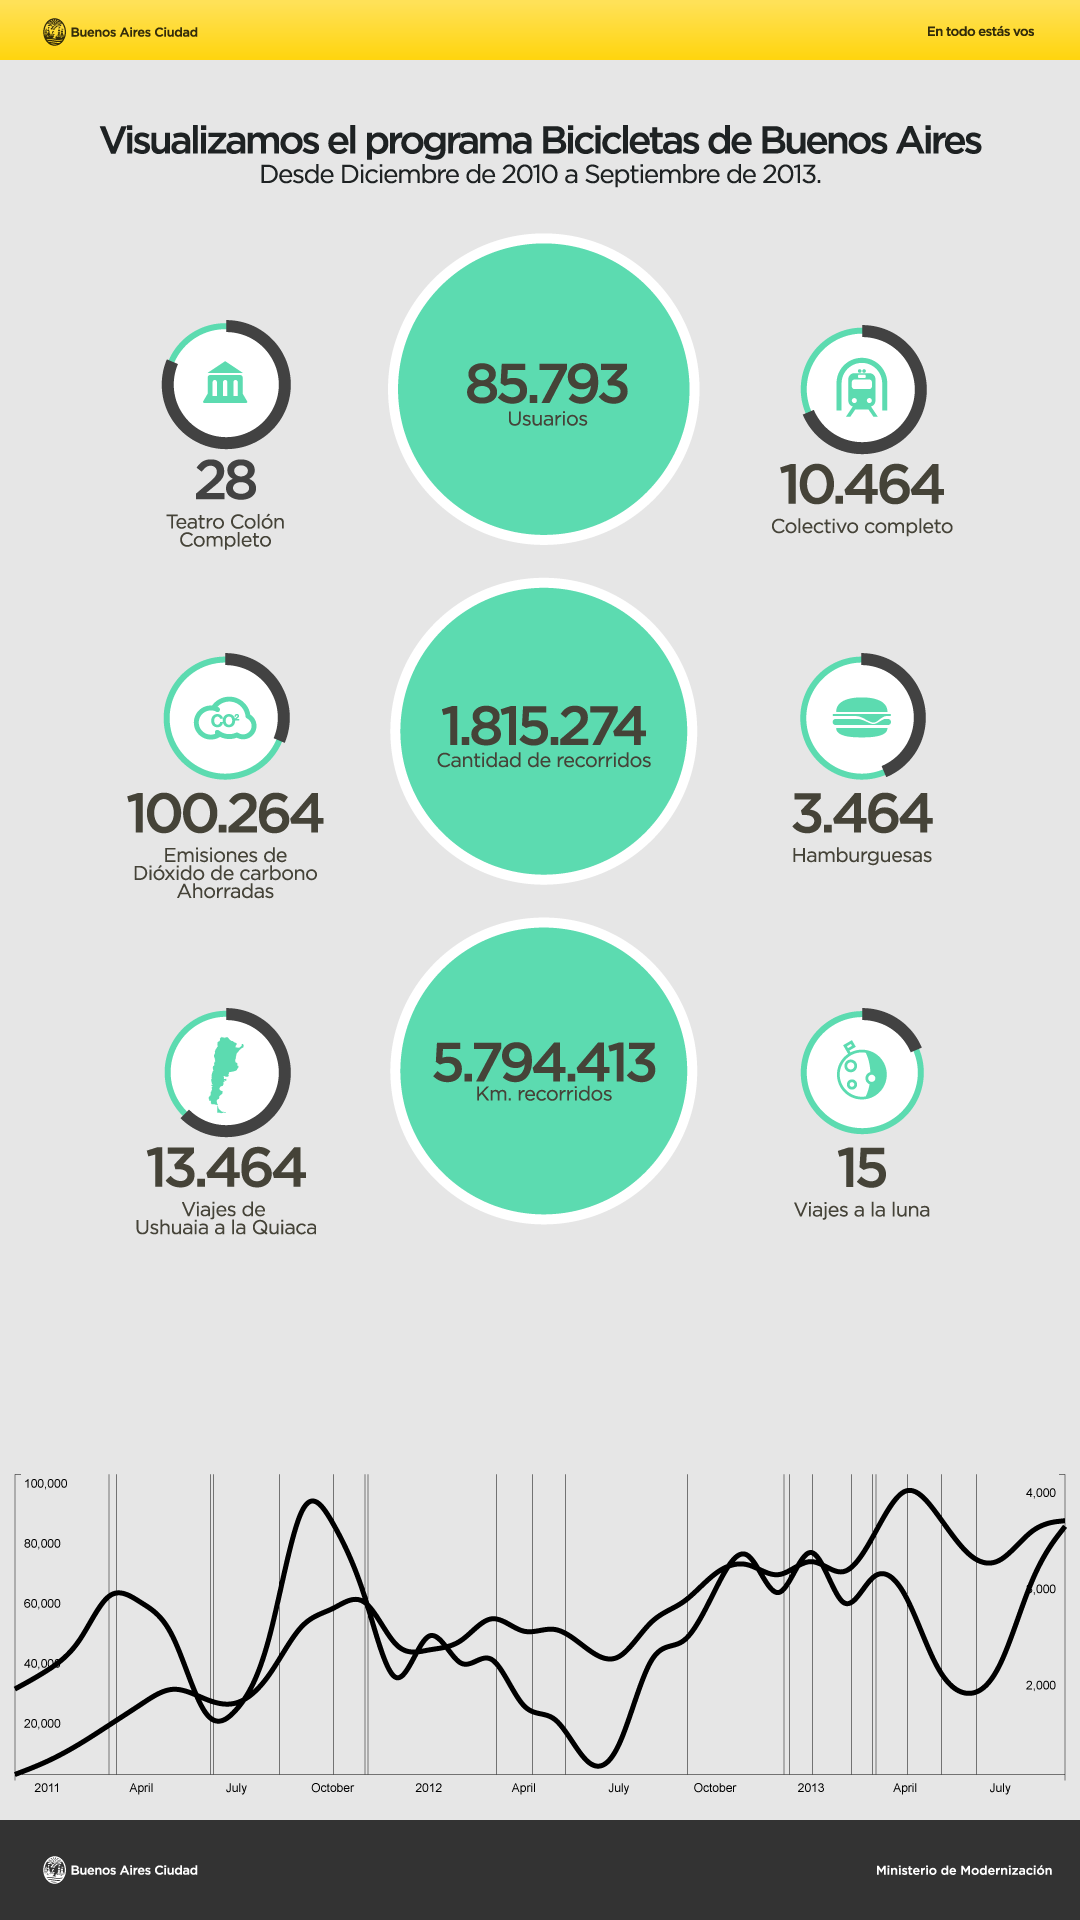 Buenos Aires Ciudad
En todo estás vos
Visualizamos el programa Bicicletas de Buenos Aires
Desde Diciembre de 2010 a Septiembre de 2013.
85.793
Usuarios
28
Teatro Colón
Completo
10.464
Colectivo completo
1.815.274
Cantidad de recorridos
CO²
100.264
Emisiones de
Dióxido de carbono
Ahorradas
3.464
Hamburguesas
5.794.413
Km. recorridos
13.464
Viajes de
Ushuaia a la Quiaca
15
Viajes a la luna
100,000
80,000
60,000
40,000
20,000
4,000
3,000
2,000
2011
April
July
October
2012
April
July
October
2013
April
July
Buenos Aires Ciudad
Ministerio de Modernización